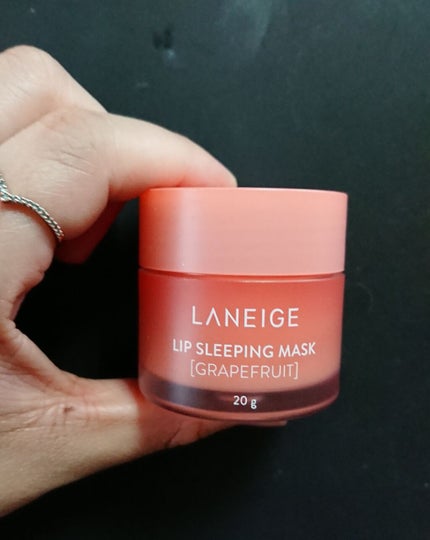 LANEIGE
LIP SLEEPING MASK
[GRAPEFRUIT]
20 g